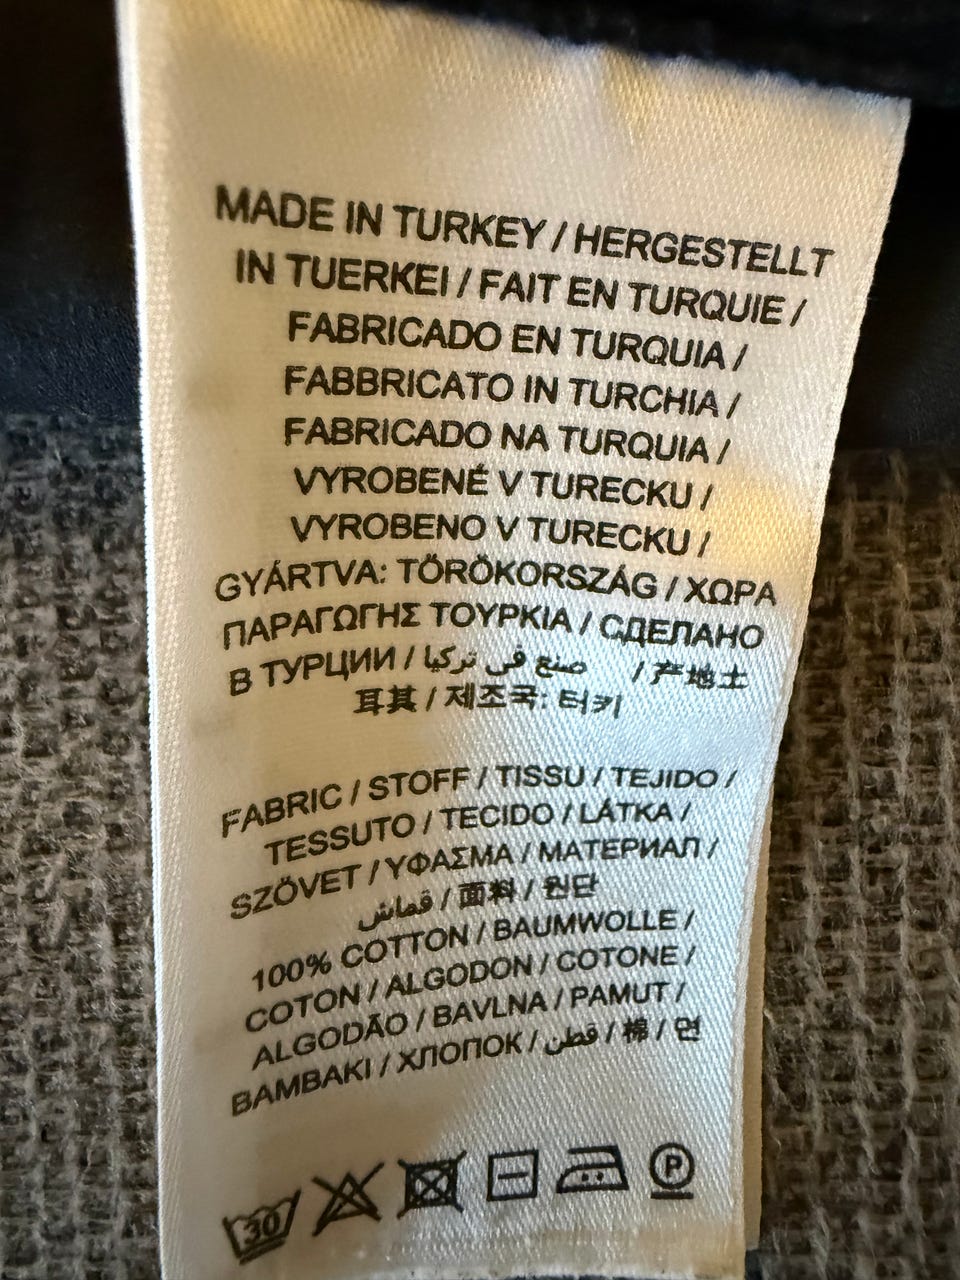 MADE IN TURKEY / HERGESTELLT
IN TUERKEI / FAIT EN TURQUIE /
FABRICADO EN TURQUIA /
FABBRICATO IN TURCHIA /
FABRICADO NA TURQUIA /
VYROBENÉ V TURECKU /
VYROBENO V TURECKU /
GYÁRTVA: TÖRÖKORSZÁG / ΧΩΡΑ
ΠΑΡΑΓΩΓΗΣ ΤΟΥΡΚΙΑ / СДЕЛАНО
В ТУРЦИИ / صنع في تركيا / 产地土
耳其 / 제조국: 터키
FABRIC / STOFF / TISSU / TEJIDO /
TESSUTO / TECIDO / LÁTKA /
SZÖVET / ΥΦΑΣΜΑ / МАТЕРИАЛ /
قماش / 面料 / 원단
100% COTTON / BAUMWOLLE /
COTON / ALGODON / COTONE /
ALGODÃO / BAVLNA / PAMUT /
BAMBAKI / ХЛОПОК / قطن / 棉 / 면
30 P